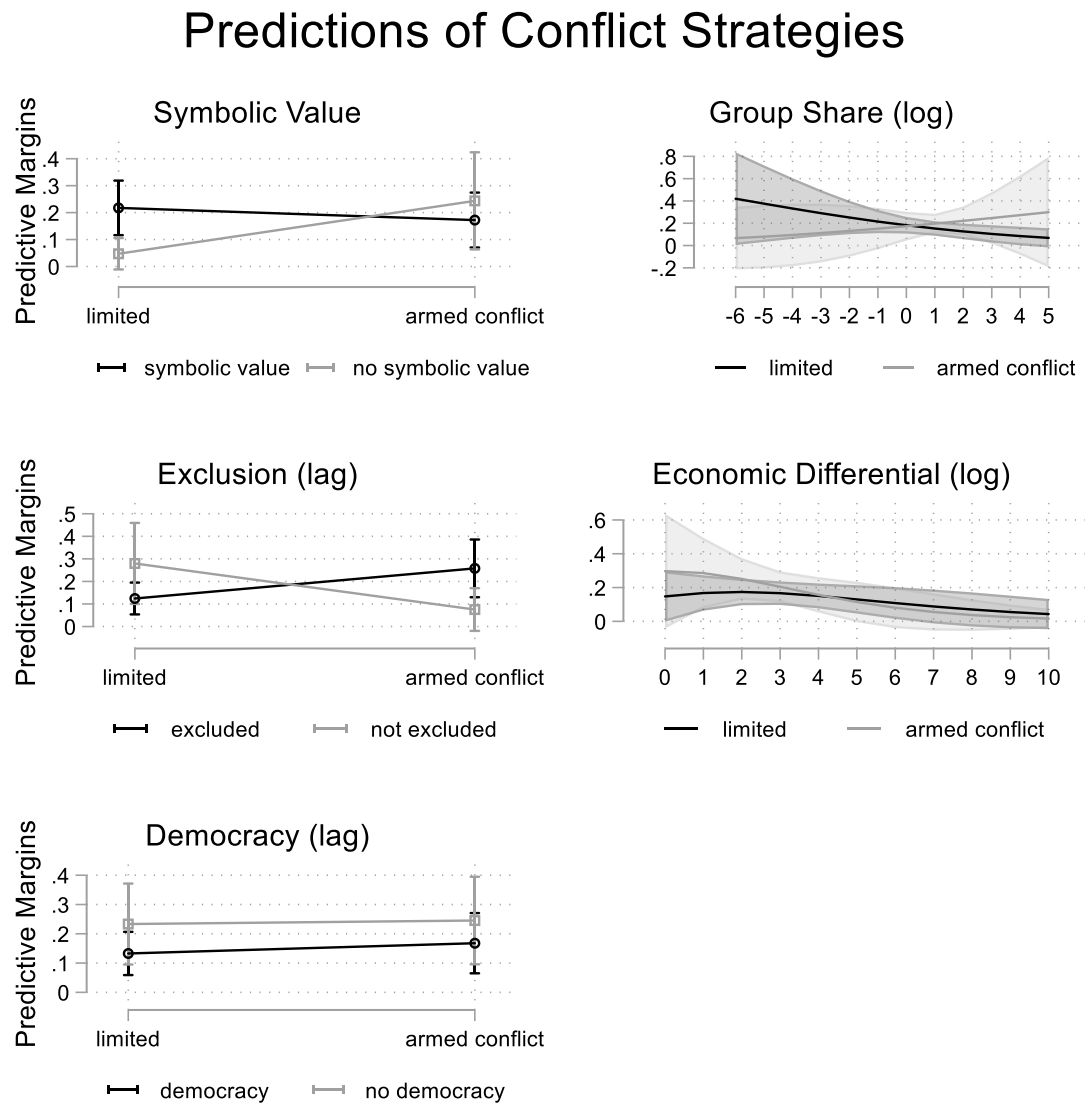 Predictions of Conflict Strategies
Symbolic Value
Predictive Margins
.4
.3
.2
.1
0
limited armed conflict
symbolic value no symbolic value
Group Share (log)
.8
.6
.4
.2
0
-.2
-6 -5 -4 -3 -2 -1 0 1 2 3 4 5
limited armed conflict
Exclusion (lag)
Predictive Margins
.5
.4
.3
.2
.1
0
limited armed conflict
excluded not excluded
Economic Differential (log)
.6
.4
.2
0
0 1 2 3 4 5 6 7 8 9 10
limited armed conflict
Democracy (lag)
Predictive Margins
.4
.3
.2
.1
0
limited armed conflict
democracy no democracy